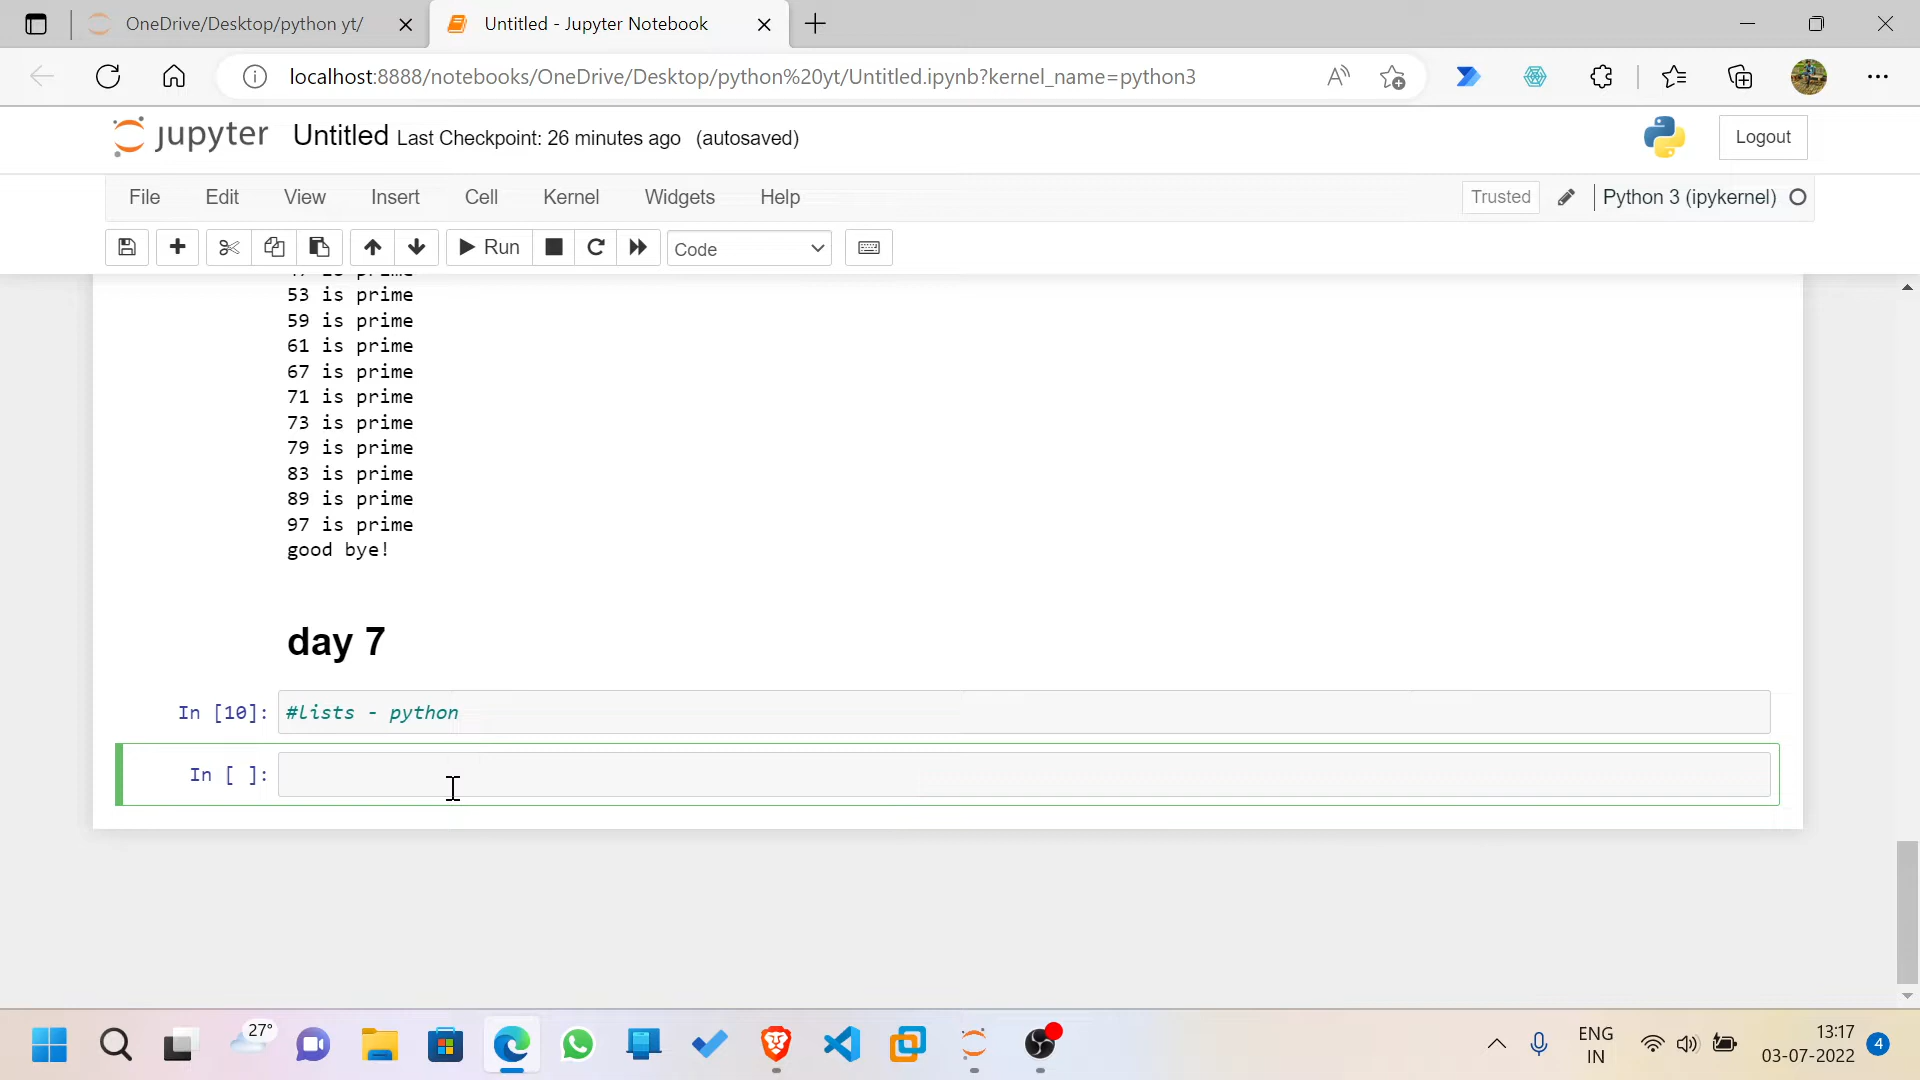 OneDrive/Desktop/python yt/
Untitled - Jupyter Notebook
localhost:8888/notebooks/OneDrive/Desktop/python%20yt/Untitled.ipynb?kernel_name=python3
jupyter Untitled Last Checkpoint: 26 minutes ago (autosaved)
Logout
File Edit View Insert Cell Kernel Widgets Help
Trusted
Python 3 (ipykernel)
Run
Code
47 is prime
53 is prime
59 is prime
61 is prime
67 is prime
71 is prime
73 is prime
79 is prime
83 is prime
89 is prime
97 is prime
good bye!
day 7
In [10]: #lists - python
In [ ]:
27°
ENG
IN
13:17
03-07-2022
4